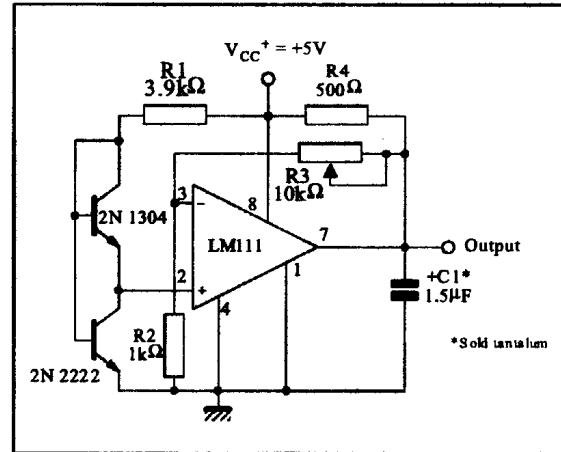 V_CC⁺ = +5V
R1
3.9kΩ
R4
500Ω
R3
10kΩ
3
−
8
2N 1304
LM111
7
Output
1
2
+
4
+C1*
1.5μF
R2
1kΩ
*Sold tantalum
2N 2222